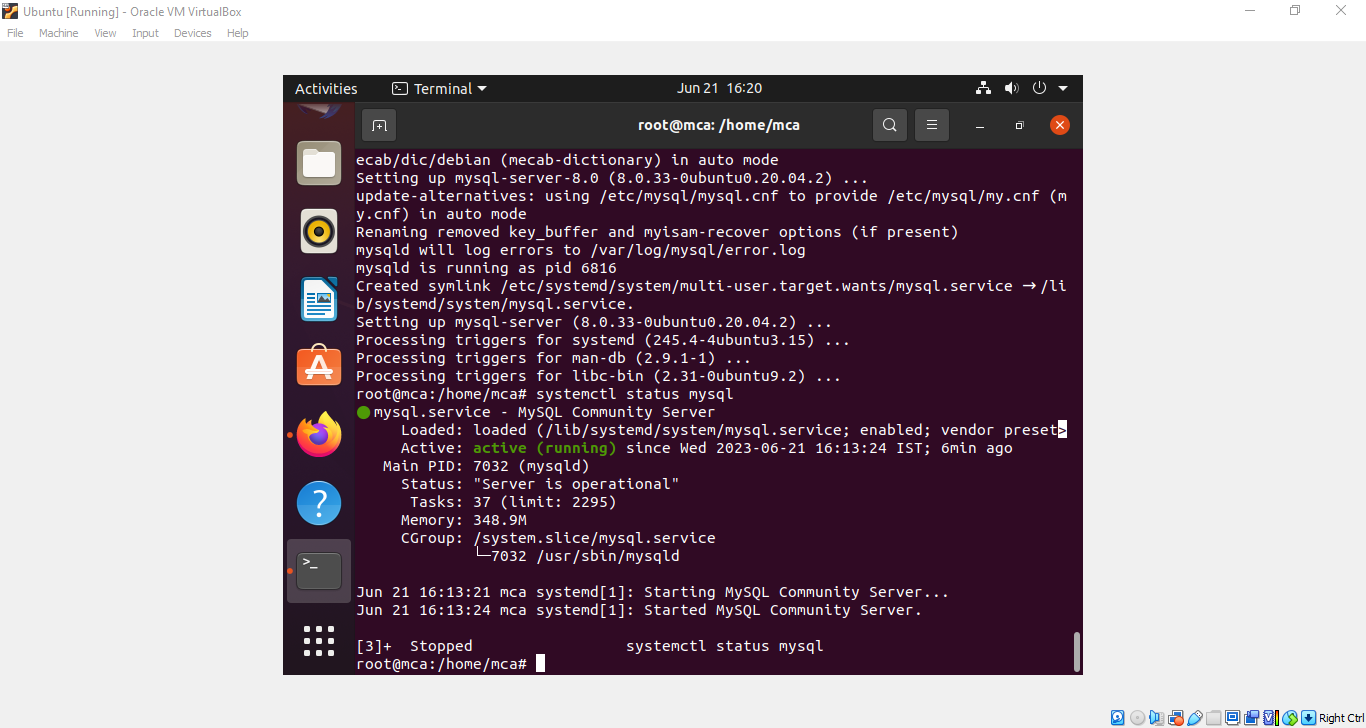 Ubuntu [Running] - Oracle VM VirtualBox
File Machine View Input Devices Help
Activities Terminal Jun 21 16:20
root@mca: /home/mca
ecab/dic/debian (mecab-dictionary) in auto mode
Setting up mysql-server-8.0 (8.0.33-0ubuntu0.20.04.2) ...
update-alternatives: using /etc/mysql/mysql.cnf to provide /etc/mysql/my.cnf (m
y.cnf) in auto mode
Renaming removed key_buffer and myisam-recover options (if present)
mysqld will log errors to /var/log/mysql/error.log
mysqld is running as pid 6816
Created symlink /etc/systemd/system/multi-user.target.wants/mysql.service → /li
b/systemd/system/mysql.service.
Setting up mysql-server (8.0.33-0ubuntu0.20.04.2) ...
Processing triggers for systemd (245.4-4ubuntu3.15) ...
Processing triggers for man-db (2.9.1-1) ...
Processing triggers for libc-bin (2.31-0ubuntu9.2) ...
root@mca:/home/mca# systemctl status mysql
● mysql.service - MySQL Community Server
Loaded: loaded (/lib/systemd/system/mysql.service; enabled; vendor preset>
Active: active (running) since Wed 2023-06-21 16:13:24 IST; 6min ago
Main PID: 7032 (mysqld)
Status: "Server is operational"
Tasks: 37 (limit: 2295)
Memory: 348.9M
CGroup: /system.slice/mysql.service
└─7032 /usr/sbin/mysqld
Jun 21 16:13:21 mca systemd[1]: Starting MySQL Community Server...
Jun 21 16:13:24 mca systemd[1]: Started MySQL Community Server.
[3]+ Stopped systemctl status mysql
root@mca:/home/mca#
Right Ctrl